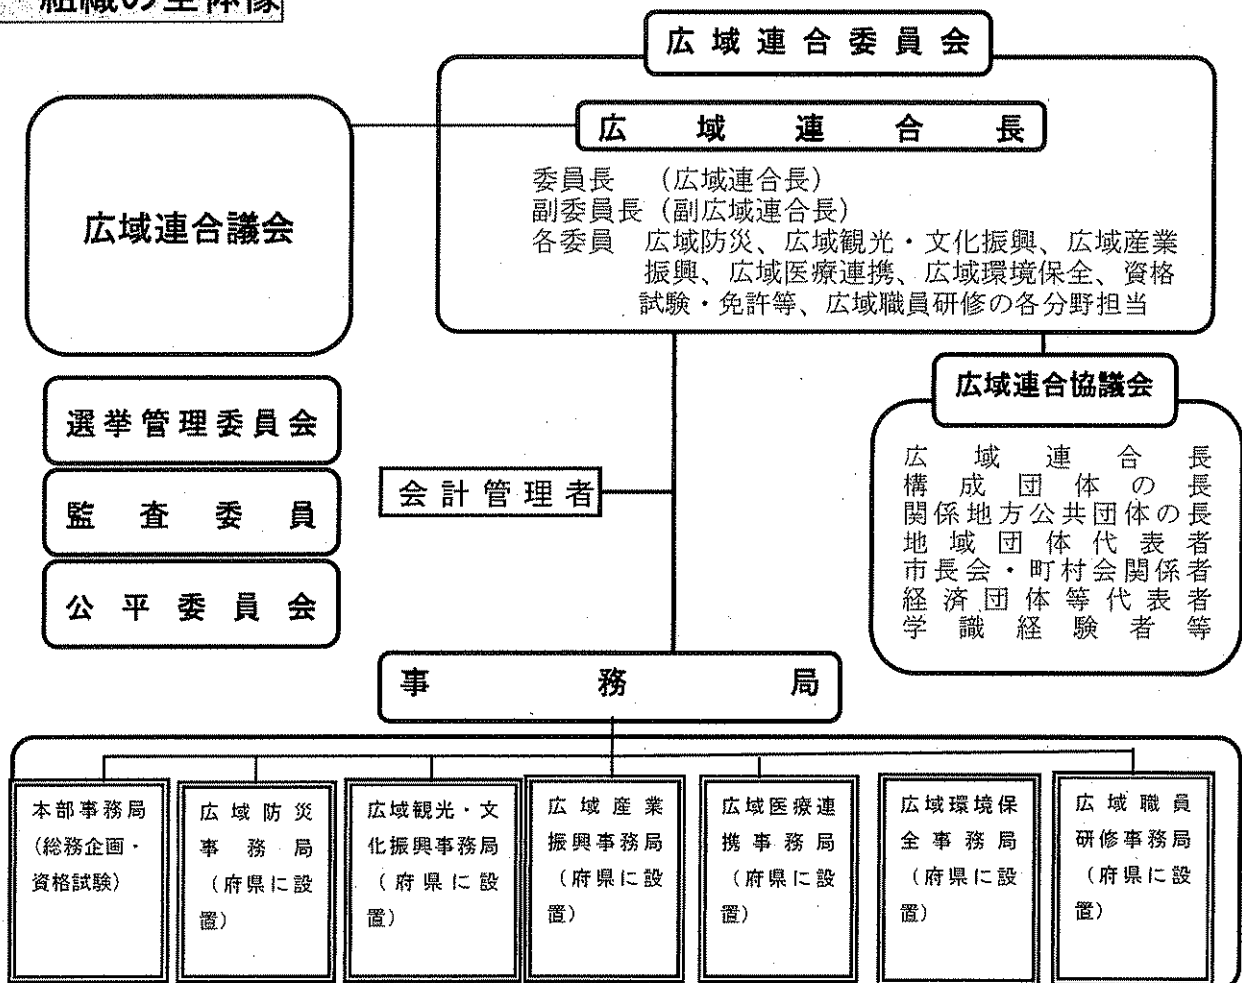 組織の全体像
広域連合委員会
広域連合長
委員長 (広域連合長)
副委員長 (副広域連合長)
各委員 広域防災、広域観光・文化振興、広域産業
振興、広域医療連携、広域環境保全、資格
試験・免許等、広域職員研修の各分野担当
広域連合議会
選挙管理委員会
監査委員
公平委員会
会計管理者
広域連合協議会
広域連合長
構成団体の長
関係地方公共団体の長
地域団体代表者
市長会・町村会関係者
経済団体等代表者
学識経験者等
事務局
本部事務局
(総務企画・
資格試験)
広域防災
事務局
(府県に設
置)
広域観光・文
化振興事務局
(府県に設
置)
広域産業
振興事務局
(府県に設
置)
広域医療連
携事務局
(府県に設
置)
広域環境保
全事務局
(府県に設
置)
広域職員
研修事務局
(府県に設
置)